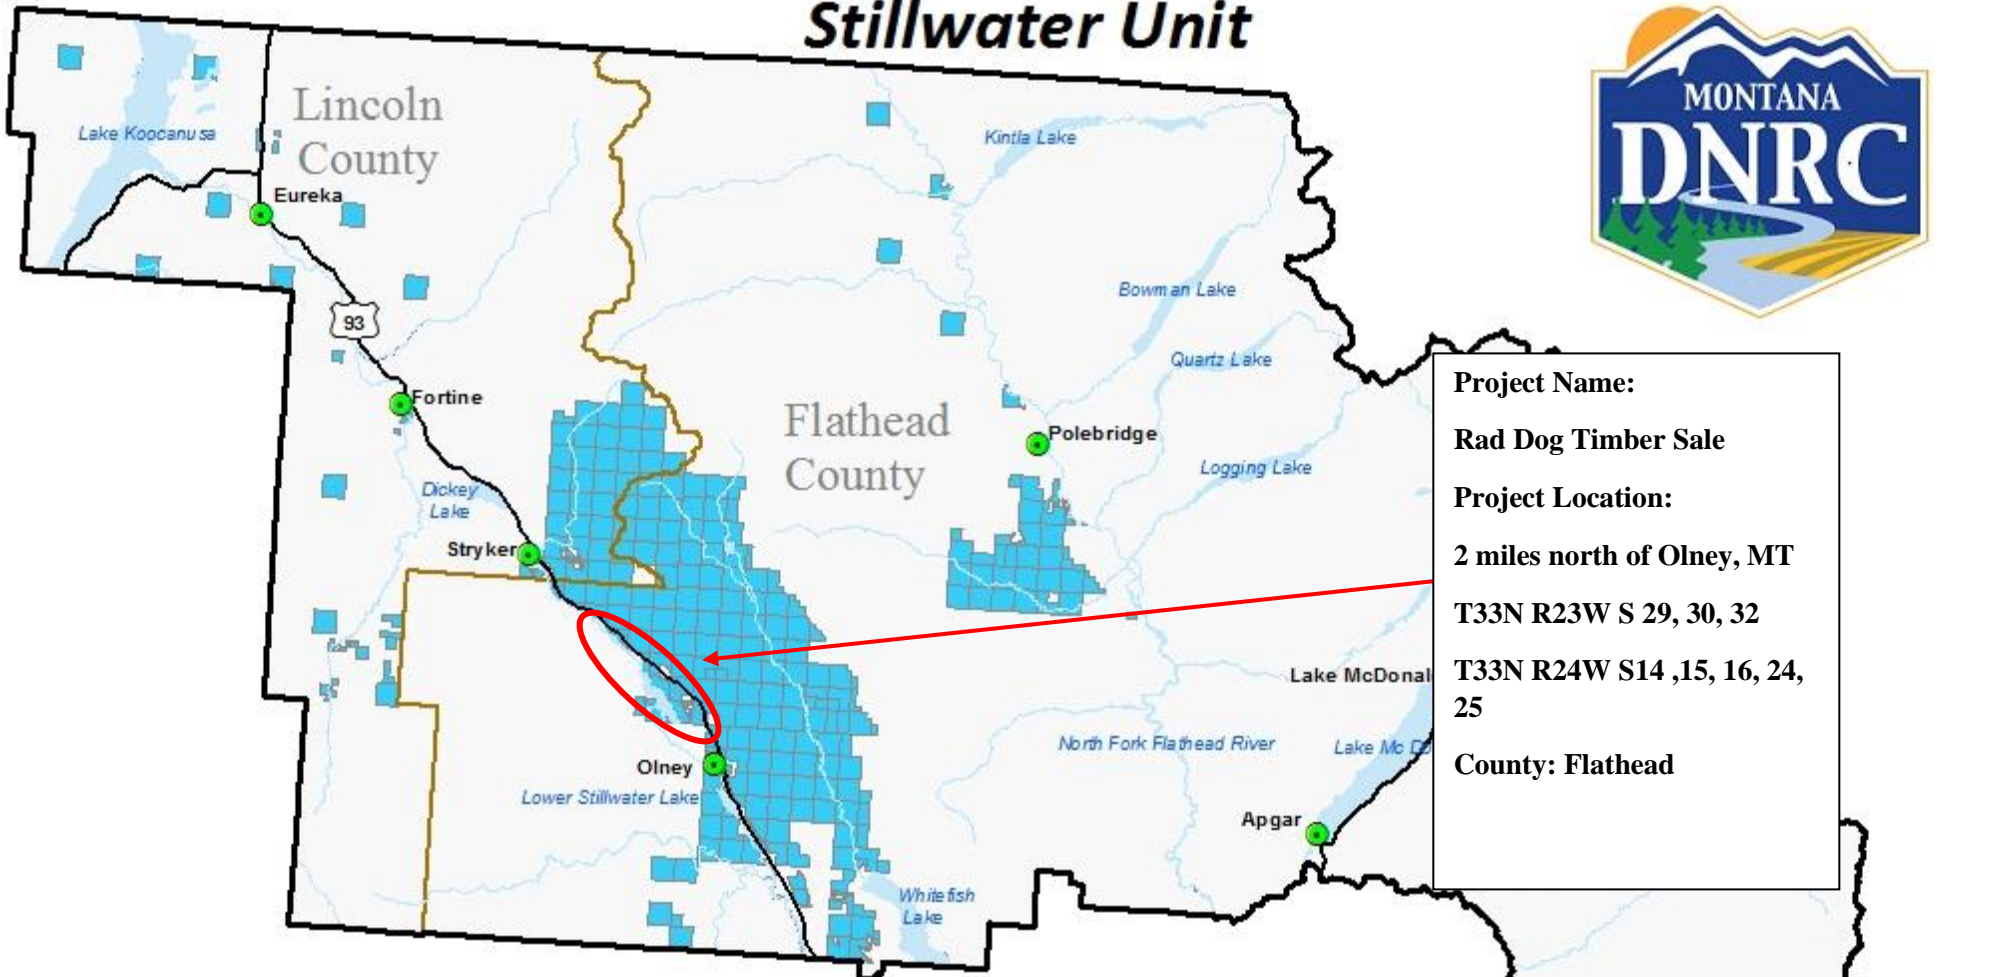 Stillwater Unit
MONTANA
DNRC
Lincoln
County
Lake Koocanusa
Eureka
93
Fortine
Dickey
Lake
Stryker
Kintla Lake
Bowman Lake
Quartz Lake
Flathead
County
Polebridge
Logging Lake
Olney
Lower Stillwater Lake
North Fork Flathead River
Whitefish
Lake
Lake McDonal
Lake Mc D
Apgar
Project Name:
Rad Dog Timber Sale
Project Location:
2 miles north of Olney, MT
T33N R23W S 29, 30, 32
T33N R24W S14 ,15, 16, 24,
25
County: Flathead